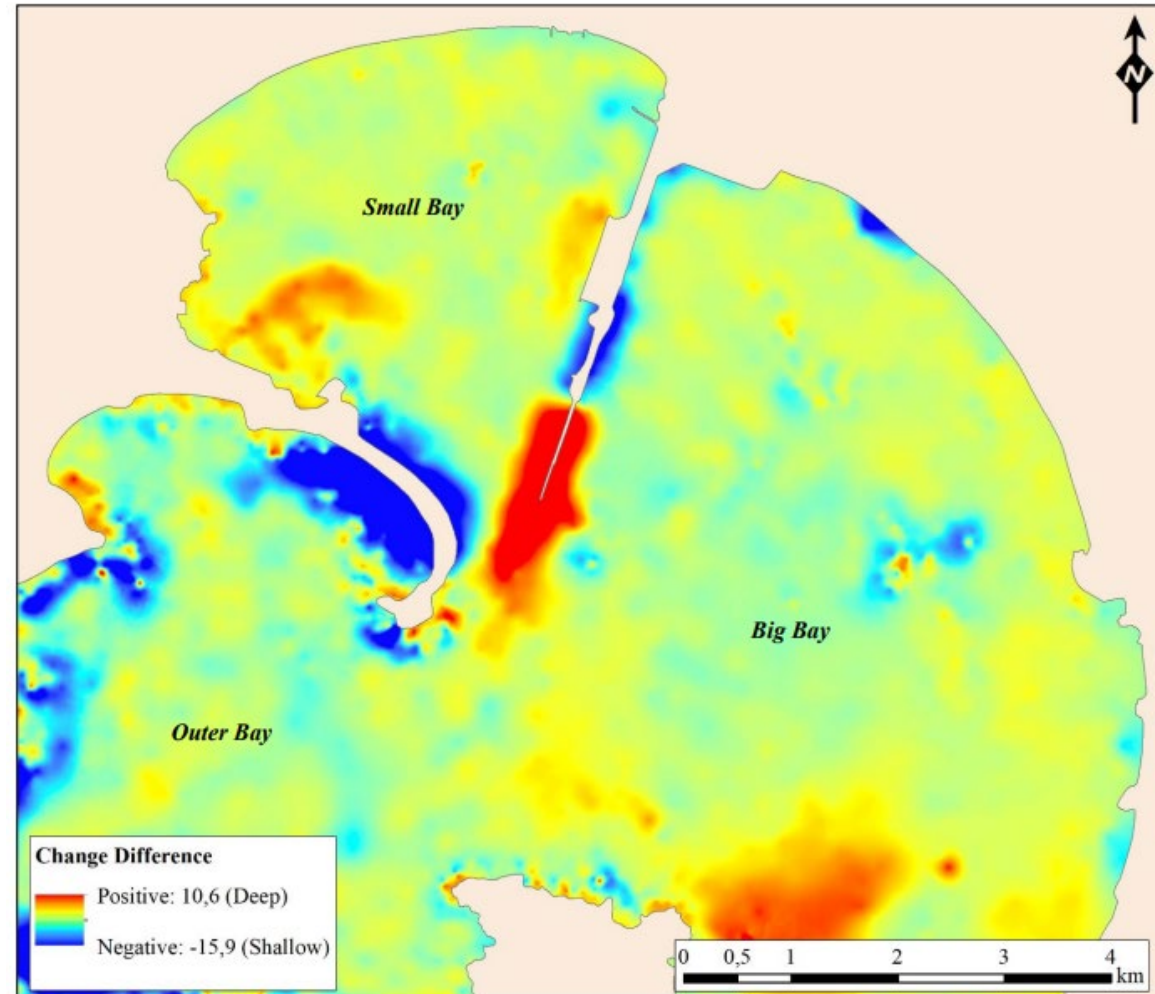 N
Small Bay
Big Bay
Outer Bay
Change Difference
Positive: 10,6 (Deep)
Negative: -15,9 (Shallow)
0 0,5 1 2 3 4
km